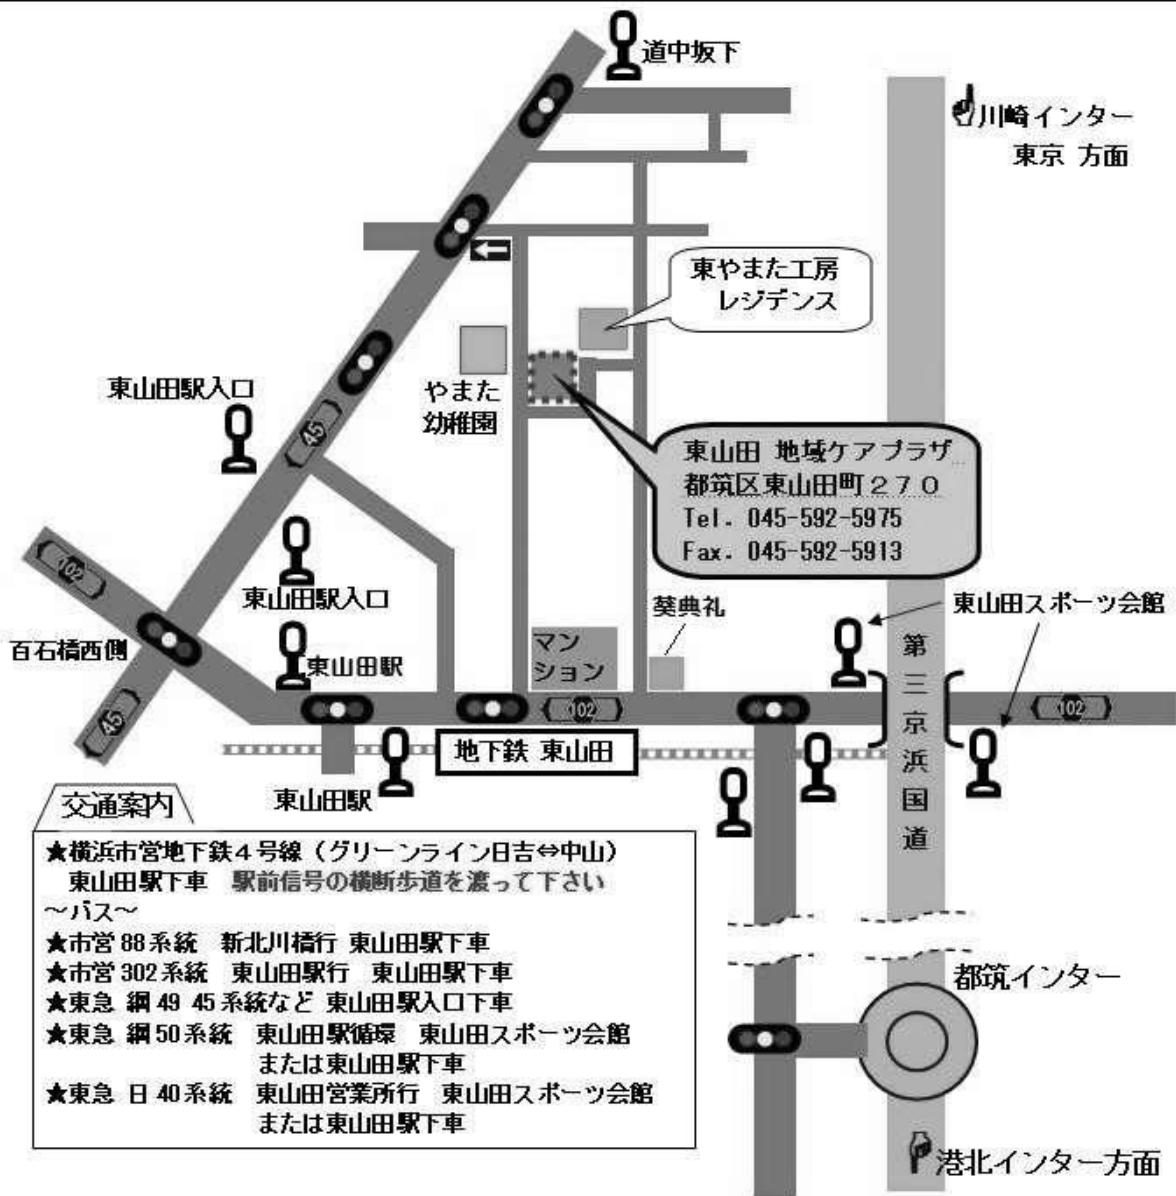 道中坂下
川崎インター
東京 方面
東やまた工房
レジデンス
やまた
幼稚園
東山田駅入口
45
東山田 地域ケアプラザ
都筑区東山田町270
Tel. 045-592-5975
Fax. 045-592-5913
102
東山田駅入口
百石橋西側
東山田駅
45
マン
ション
葵典礼
東山田スポーツ会館
102
102
第三京浜国道
地下鉄 東山田
東山田駅
交通案内
★横浜市営地下鉄4号線(グリーンライン日吉⇔中山)
東山田駅下車 駅前信号の横断歩道を渡って下さい
～バス～
★市営88系統 新北川橋行 東山田駅下車
★市営302系統 東山田駅行 東山田駅下車
★東急 綱49 45系統など 東山田駅入口下車
★東急 綱50系統 東山田駅循環 東山田スポーツ会館
または東山田駅下車
★東急 日40系統 東山田営業所行 東山田スポーツ会館
または東山田駅下車
都筑インター
港北インター方面